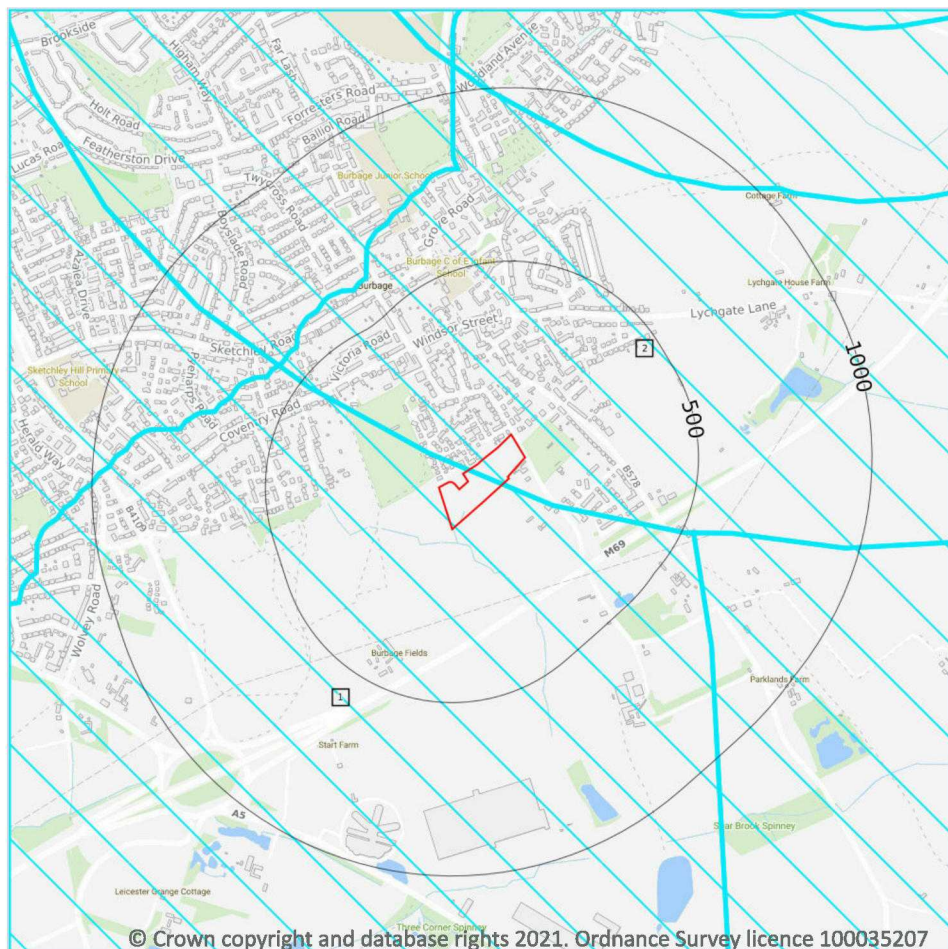 Brookside
Higham Way
Far Lash
Woodland Avenue
Holt Road
Forresters Road
Balliol Road
Lucas Road
Featherston Drive
Twycross Road
Burbage Junior School
Grove Road
Boyslade Road
Azalea Drive
Burbage C of E Infant
School
Burbage
Cottage Farm
Lychgate House Farm
Lychgate Lane
Windsor Street
Victoria Road
Sketchley Road
Sketchley Hill Primary
School
Pyeharps Road
Coventry Road
Herald Way
2
1000
500
B578
B4109
M69
Wolvey Road
Burbage Fields
Parklands Farm
1
Start Farm
A5
Soar Brook Spinney
Leicester Grange Cottage
Three Corner Spinney
© Crown copyright and database rights 2021. Ordnance Survey licence 100035207